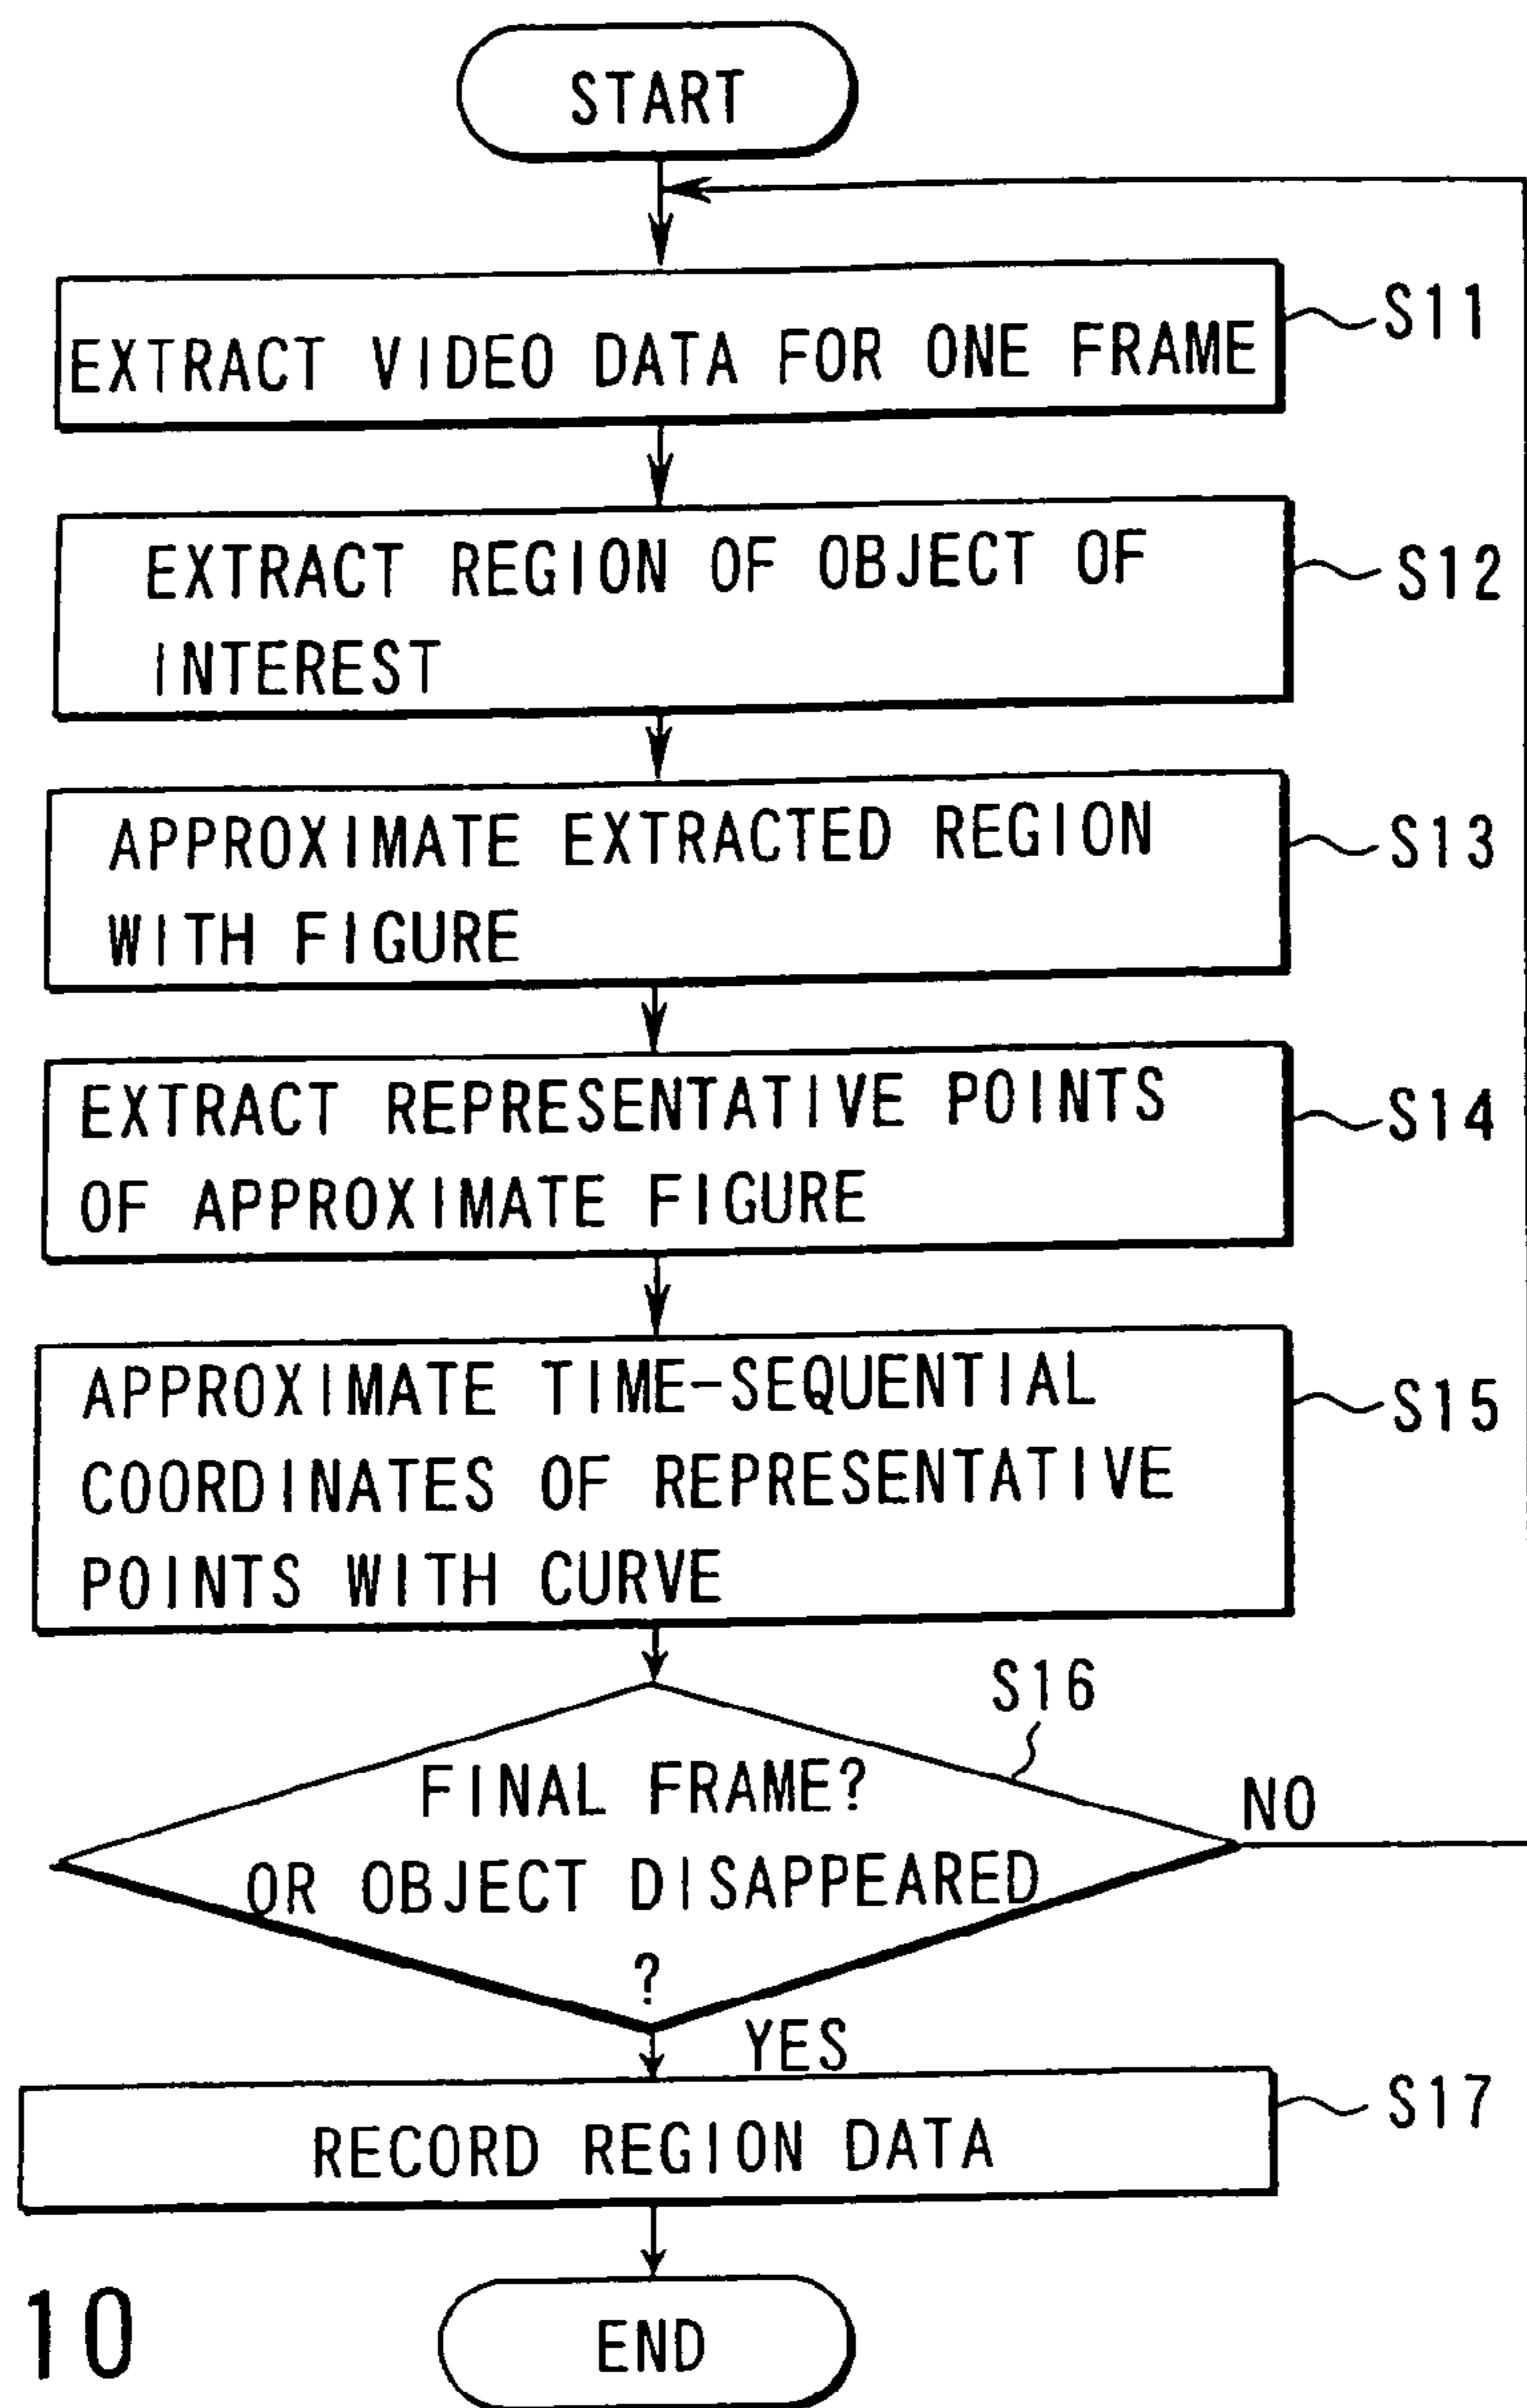 START
EXTRACT VIDEO DATA FOR ONE FRAME
S11
EXTRACT REGION OF OBJECT OF
INTEREST
S12
APPROXIMATE EXTRACTED REGION
WITH FIGURE
S13
EXTRACT REPRESENTATIVE POINTS
OF APPROXIMATE FIGURE
S14
APPROXIMATE TIME-SEQUENTIAL
COORDINATES OF REPRESENTATIVE
POINTS WITH CURVE
S15
S16
FINAL FRAME?
OR OBJECT DISAPPEARED
?
NO
YES
RECORD REGION DATA
S17
END
10